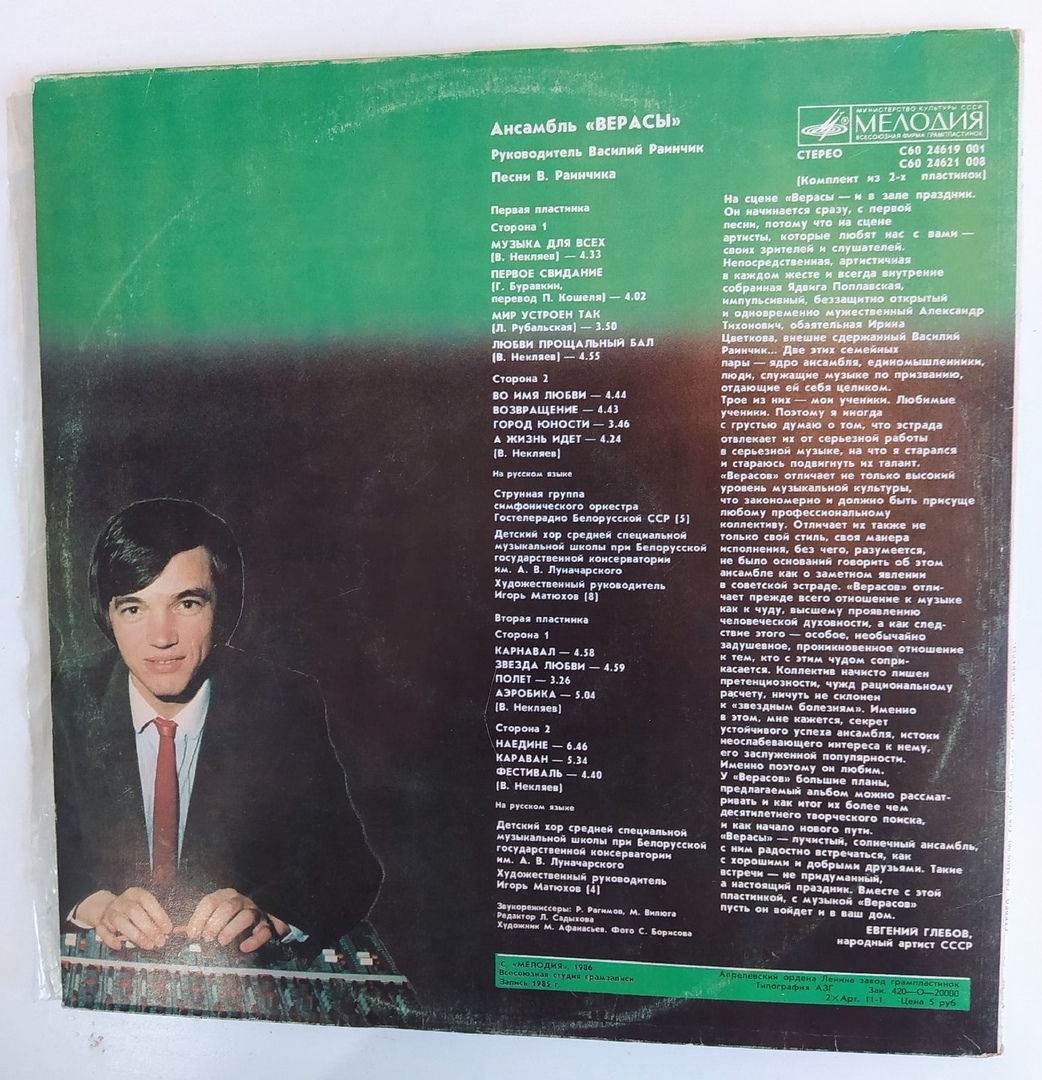 Ансамбль «ВЕРАСЫ»
Руководитель Василий Раинчик
Песни В. Раинчика
Первая пластинка
Сторона 1
МУЗЫКА ДЛЯ ВСЕХ
(В. Некляев) — 4.33
ПЕРВОЕ СВИДАНИЕ
(Г. Буравкин,
перевод П. Кошеля) — 4.02
МИР УСТРОЕН ТАК
(Л. Рубальская) — 3.50
ЛЮБВИ ПРОЩАЛЬНЫЙ БАЛ
(В. Некляев) — 4.55
Сторона 2
ВО ИМЯ ЛЮБВИ — 4.44
ВОЗВРАЩЕНИЕ — 4.43
ГОРОД ЮНОСТИ — 3.46
А ЖИЗНЬ ИДЕТ — 4.24
(В. Некляев)
На русском языке
Струнная группа
симфонического оркестра
Гостелерадио Белорусской ССР (5)
Детский хор средней специальной
музыкальной школы при Белорусской
государственной консерватории
им. А. В. Луначарского
Художественный руководитель
Игорь Матюхов (8)
Вторая пластинка
Сторона 1
КАРНАВАЛ — 4.58
ЗВЕЗДА ЛЮБВИ — 4.59
ПОЛЕТ — 3.26
АЭРОБИКА — 5.04
(В. Некляев)
Сторона 2
НАЕДИНЕ — 6.46
КАРАВАН — 5.34
ФЕСТИВАЛЬ — 4.40
(В. Некляев)
На русском языке
Детский хор средней специальной
музыкальной школы при Белорусской
государственной консерватории
им. А. В. Луначарского
Художественный руководитель
Игорь Матюхов (4)
Звукорежиссеры: Р. Рагимов, М. Вилюга
Редактор Л. Садыхова
Художник М. Афанасьев. Фото С. Борисова
МИНИСТЕРСТВО КУЛЬТУРЫ СССР
МЕЛОДИЯ
ВСЕСОЮЗНАЯ ФИРМА ГРАМПЛАСТИНОК
СТЕРЕО С60 24619 001
С60 24621 008
(Комплект из 2-х пластинок)
На сцене «Верасы — и в зале праздник.
Он начинается сразу, с первой
песни, потому что на сцене
артисты, которые любят нас с вами —
своих зрителей и слушателей.
Непосредственная, артистичная
в каждом жесте и всегда внутренне
собранная Ядвига Поплавская,
импульсивный, беззащитно открытый
и одновременно мужественный Александр
Тихонович, обаятельная Ирина
Цветкова, внешне сдержанный Василий
Раинчик... Две этих семейных
пары — ядро ансамбля, единомышленники,
люди, служащие музыке по призванию,
отдающие ей себя целиком.
Трое из них — мои ученики. Любимые
ученики. Поэтому я иногда
с грустью думаю о том, что эстрада
отвлекает их от серьезной работы
в серьезной музыке, на что я старался
и стараюсь подвигнуть их талант.
«Верасов» отличает не только высокий
уровень музыкальной культуры,
что закономерно и должно быть присуще
любому профессиональному
коллективу. Отличает их также не
только свой стиль, своя манера
исполнения, без чего, разумеется,
не было оснований говорить об этом
ансамбле как о заметном явлении
в советской эстраде. «Верасов» отли-
чает прежде всего отношение к музыке
как к чуду, высшему проявлению
человеческой духовности, а как след-
ствие этого — особое, необычайно
задушевное, проникновенное отношение
к тем, кто с этим чудом сопри-
касается. Коллектив начисто лишен
претенциозности, чужд рациональному
расчету, ничуть не склонен
к «звездным болезням». Именно
в этом, мне кажется, секрет
устойчивого успеха ансамбля, истоки
неослабевающего интереса к нему,
его заслуженной популярности.
Именно поэтому он любим.
У «Верасов» большие планы,
предлагаемый альбом можно рассмат-
ривать и как итог их более чем
десятилетнего творческого поиска,
и как начало нового пути.
«Верасы» — лучистый, солнечный ансамбль,
с ним радостно встречаться, как
с хорошими и добрыми друзьями. Такие
встречи — не придуманный,
а настоящий праздник. Вместе с этой
пластинкой, с музыкой «Верасов»
пусть он войдет и в ваш дом.
ЕВГЕНИЙ ГЛЕБОВ,
народный артист СССР
С. «МЕЛОДИЯ», 1986
Всесоюзная студия грамзаписи
Запись 1985 г.
Апрелевский ордена Ленина завод грампластинок
Типография АЗГ Зак. 420—О—20000
2×Арт. 11-1. Цена 5 руб